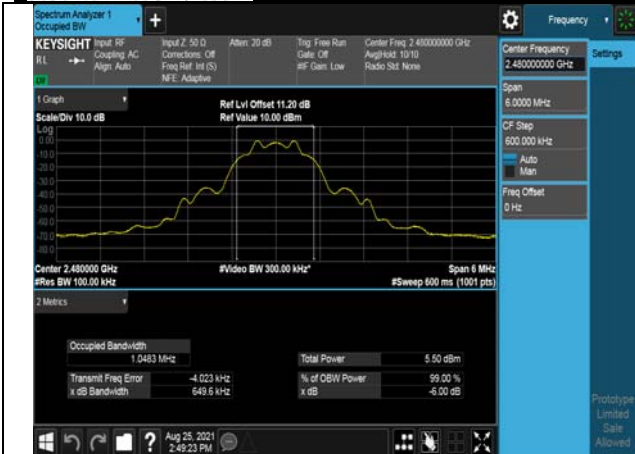 Spectrum Analyzer 1
Occupied BW
Frequency
KEYSIGHT
RL
Input: RF
Coupling: AC
Align: Auto
Input Z: 50 Ω
Corrections: Off
Freq Ref: Int (S)
NFE: Adaptive
Atten: 20 dB
Trig: Free Run
Gate: Off
#IF Gain: Low
Center Freq: 2.480000000 GHz
Avg|Hold: 10/10
Radio Std: None
Center Frequency
2.480000000 GHz
Settings
Span
6.0000 MHz
CF Step
600.000 kHz
Auto
Man
Freq Offset
0 Hz
1 Graph
Scale/Div 10.0 dB
Ref Lvl Offset 11.20 dB
Ref Value 10.00 dBm
Log
0.00
-10.0
-20.0
-30.0
-40.0
-50.0
-60.0
-70.0
-80.0
Center 2.480000 GHz
#Video BW 300.00 kHz*
Span 6 MHz
#Res BW 100.00 kHz
#Sweep 600 ms (1001 pts)
2 Metrics
Occupied Bandwidth
1.0483 MHz
Total Power 5.50 dBm
Transmit Freq Error -4.023 kHz
% of OBW Power 99.00 %
x dB Bandwidth 649.6 kHz
x dB -6.00 dB
Prototype
Limited
Sale
Allowed
?
Aug 25, 2021
2:49:23 PM